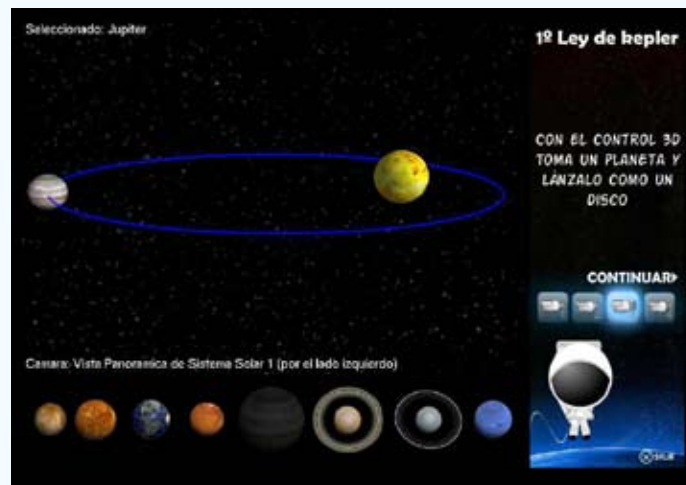 Seleccionado: Jupiter
1º Ley de kepler
CON EL CONTROL 3D
TOMA UN PLANETA Y
LÁNZALO COMO UN
DISCO
CONTINUAR
Camara: Vista Panoramica de Sistema Solar 1 (por el lado izquierdo)